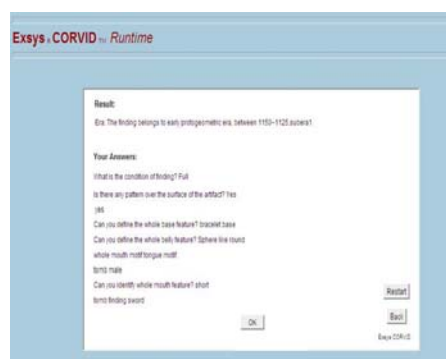 Exsys ® CORVID TM Runtime
Result:
Era: The finding belongs to early protogeometric era, between 1150-1125 subera1
Your Answers:
What is the condition of finding? Full
Is there any pattern over the surface of the artifact? Yes
yes
Can you define the whole base feature? bracelet base
Can you define the whole belly feature? Sphere like round
whole mouth motif tongue motif
tomb male
Can you identify whole mouth feature? short
tomb finding sword
Restart
OK
Back
Exsys CORVID